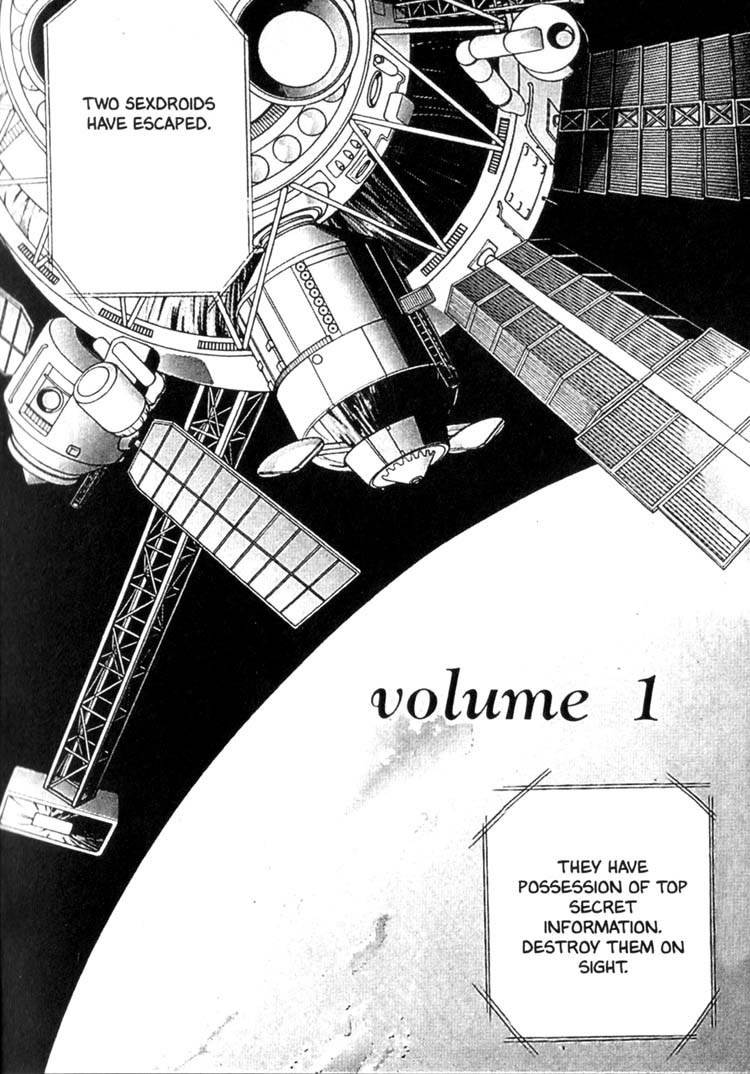 TWO SEXDROIDS
HAVE ESCAPED.
volume 1
THEY HAVE
POSSESSION OF TOP
SECRET
INFORMATION.
DESTROY THEM ON
SIGHT.